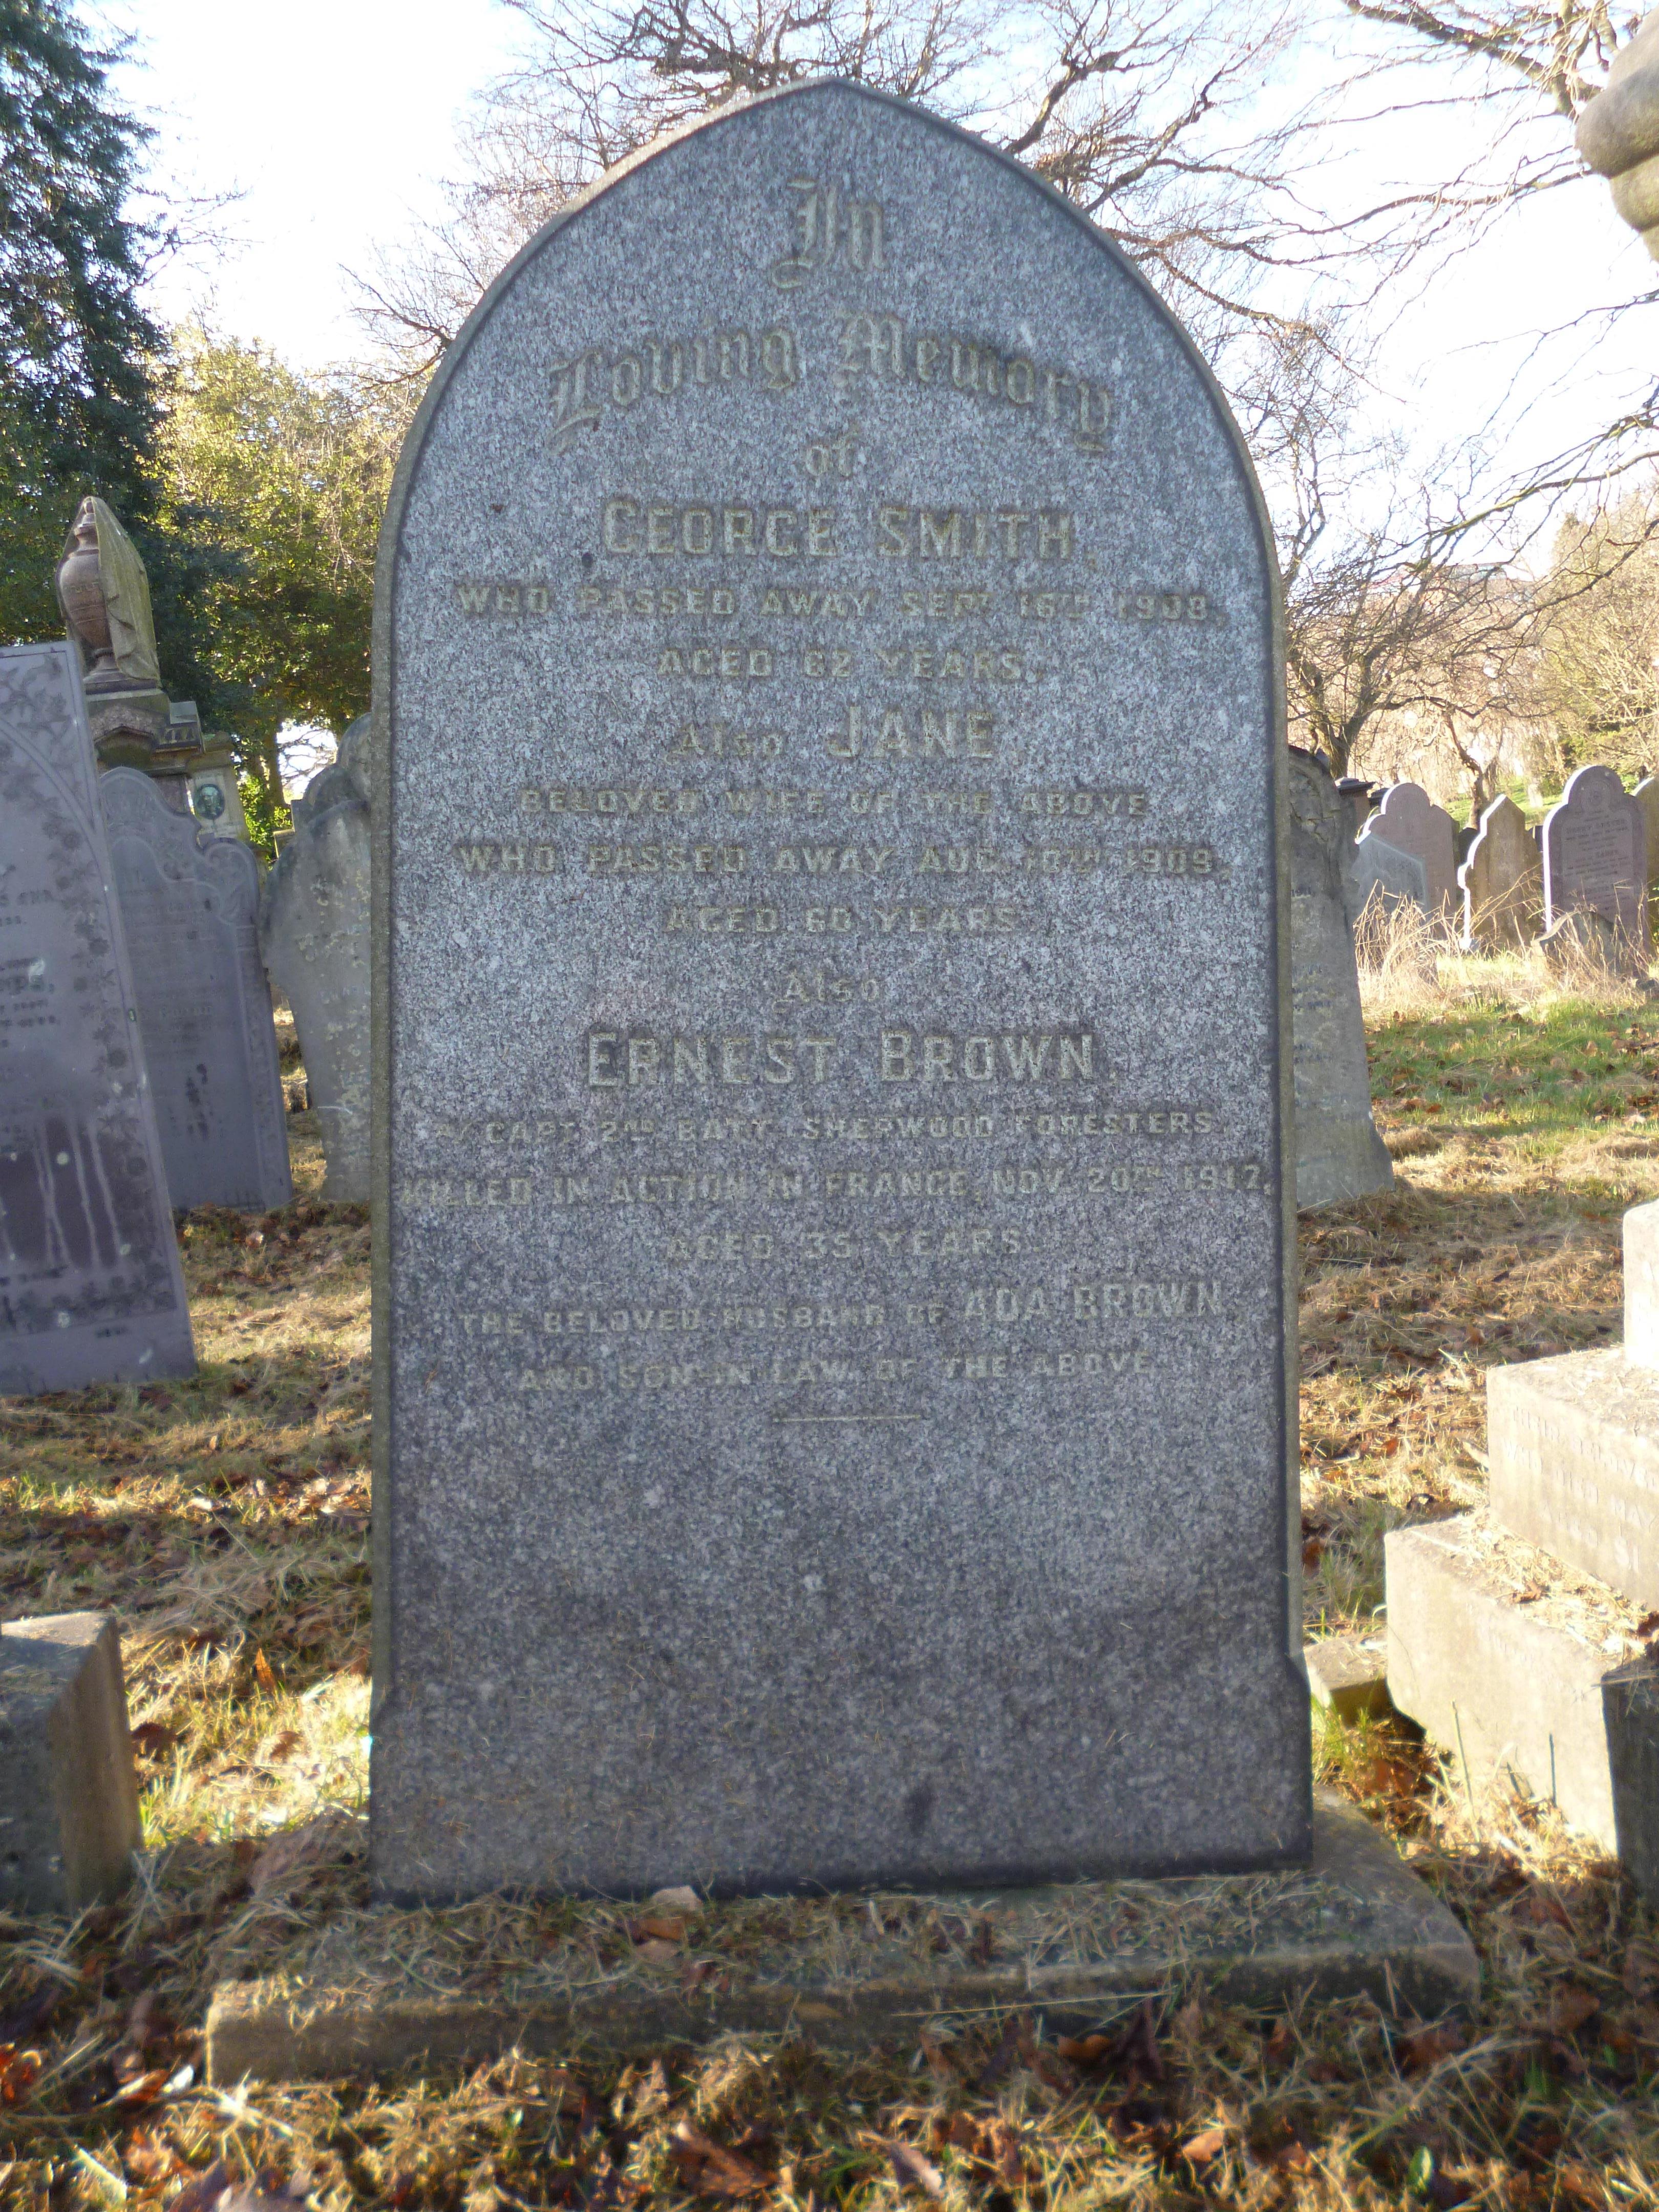 In
Loving Memory
of
GEORGE SMITH,
WHO PASSED AWAY SEPT 16TH 1908,
AGED 62 YEARS.
Also JANE,
BELOVED WIFE OF THE ABOVE
WHO PASSED AWAY AUG. 10TH 1909,
AGED 60 YEARS.
Also
ERNEST BROWN,
A/ CAPT. 2ND BATT. SHERWOOD FORESTERS,
KILLED IN ACTION IN FRANCE, NOV. 20TH 1917,
AGED 35 YEARS.
THE BELOVED HUSBAND OF ADA BROWN,
AND SON IN LAW OF THE ABOVE